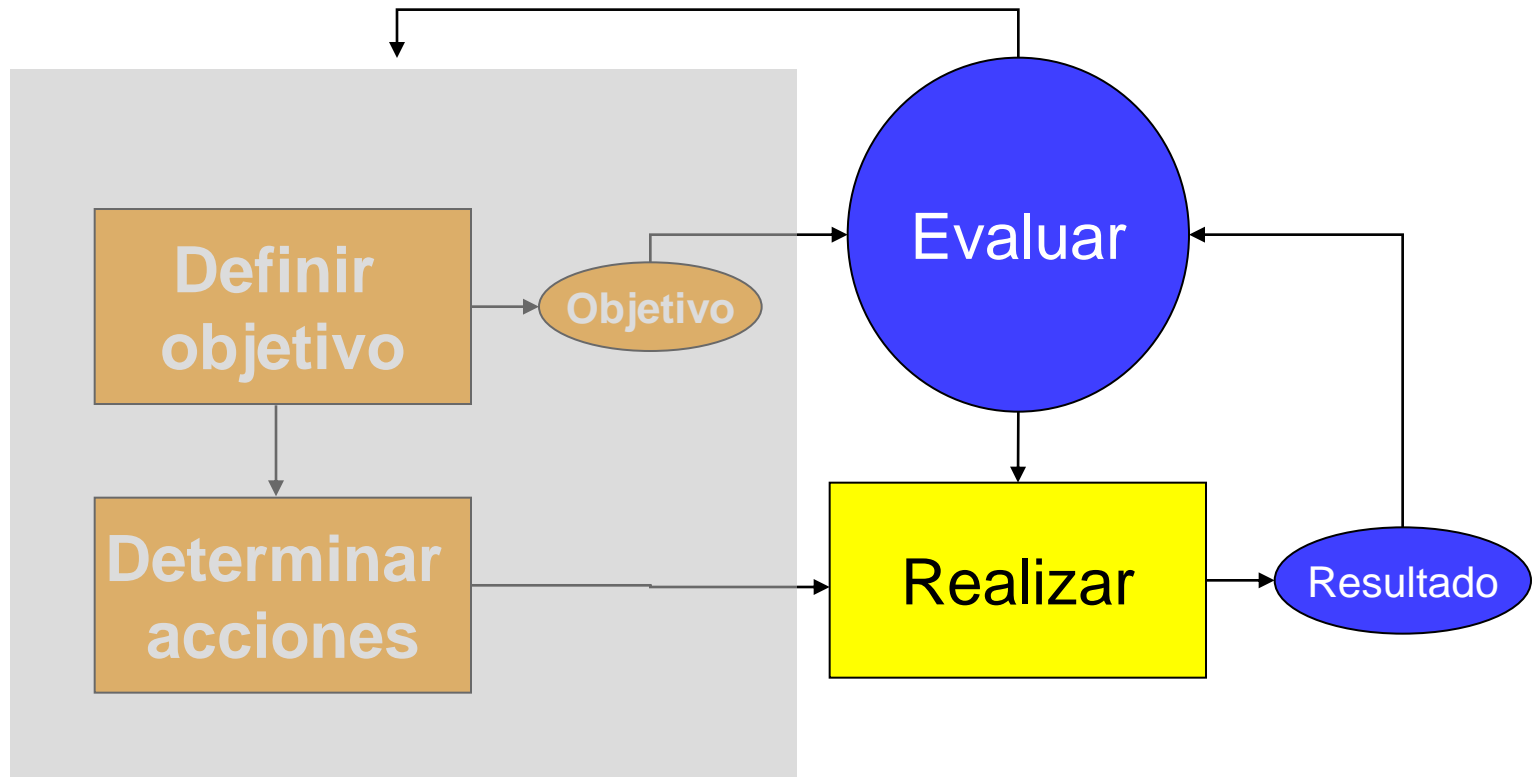 Definir
objetivo
Objetivo
Evaluar
Determinar
acciones
Realizar
Resultado